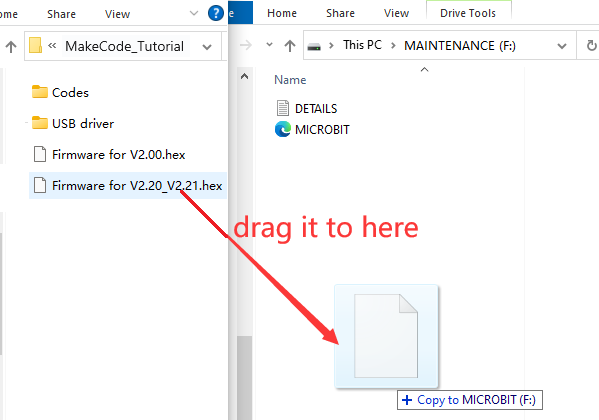 ome Share View ?
Home Share View Drive Tools
« MakeCode_Tutorial
This PC > MAINTENANCE (F:)
Name
Codes
USB driver
Firmware for V2.00.hex
Firmware for V2.20_V2.21.hex
DETAILS
MICROBIT
drag it to here
+ Copy to MICROBIT (F:)